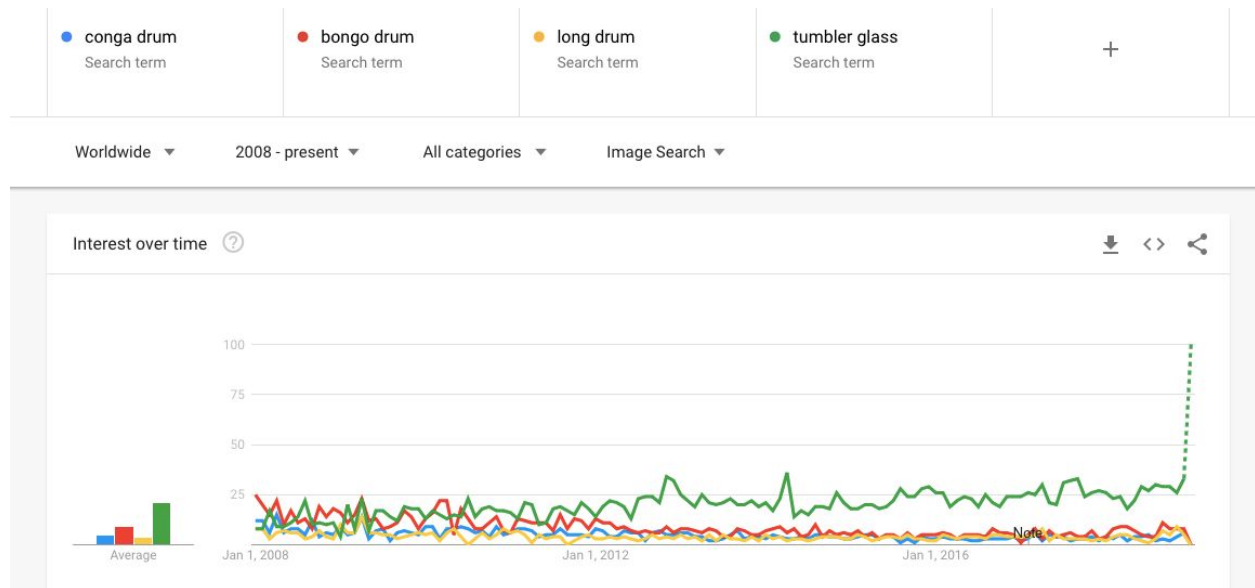 conga drum
Search term
bongo drum
Search term
long drum
Search term
tumbler glass
Search term
+
Worldwide
2008 - present
All categories
Image Search
Interest over time ?
100
75
50
25
Note
Average
Jan 1, 2008
Jan 1, 2012
Jan 1, 2016